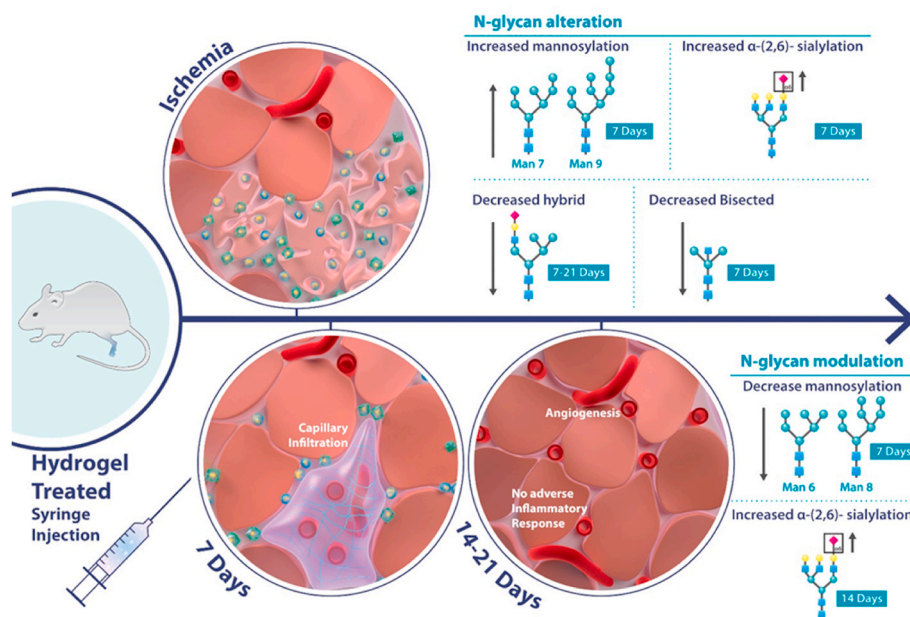 Ischemia
N-glycan alteration
Increased mannosylation
Man 7
Man 9
7 Days
Increased α-(2,6)- sialylation
7 Days
Decreased hybrid
7-21 Days
Decreased Bisected
7 Days
Hydrogel
Treated
Syringe
Injection
Capillary
Infiltration
7 Days
Angiogenesis
No adverse
Inflammatory
Response
14-21 Days
N-glycan modulation
Decrease mannosylation
Man 6
Man 8
7 Days
Increased α-(2,6)- sialylation
14 Days